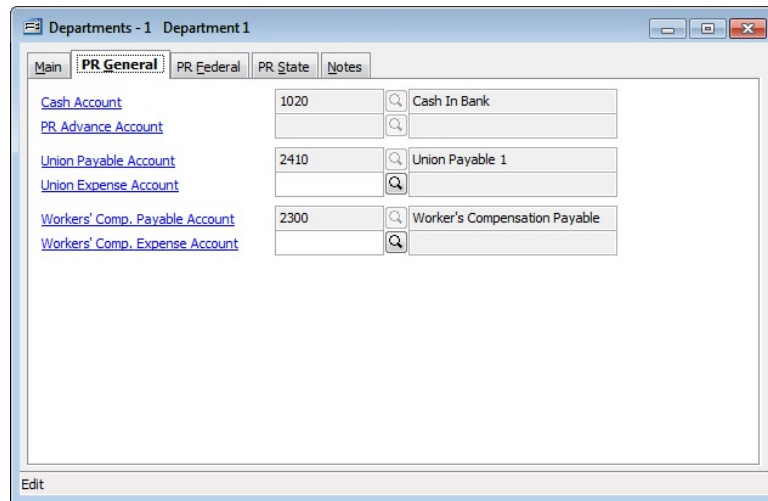 Departments - 1 Department 1
Main PR General PR Federal PR State Notes
Cash Account 1020 Cash In Bank
PR Advance Account
Union Payable Account 2410 Union Payable 1
Union Expense Account
Workers' Comp. Payable Account 2300 Worker's Compensation Payable
Workers' Comp. Expense Account
Edit